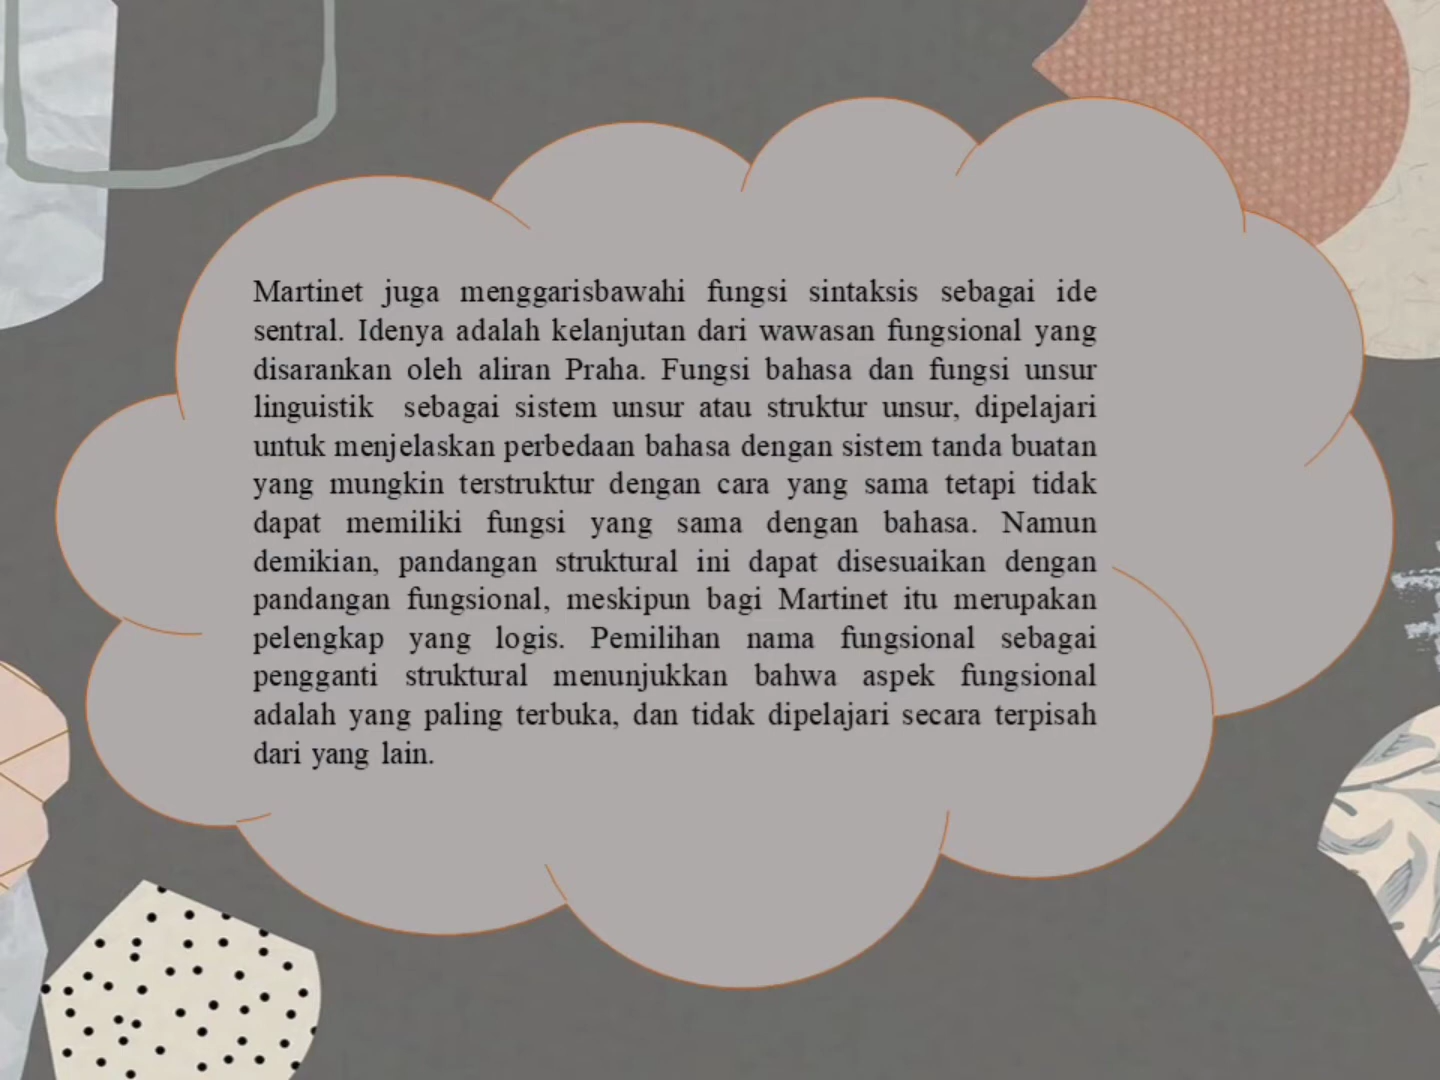 Martinet juga menggarisbawahi fungsi sintaksis sebagai ide
sentral. Idenya adalah kelanjutan dari wawasan fungsional yang
disarankan oleh aliran Praha. Fungsi bahasa dan fungsi unsur
linguistik sebagai sistem unsur atau struktur unsur, dipelajari
untuk menjelaskan perbedaan bahasa dengan sistem tanda buatan
yang mungkin terstruktur dengan cara yang sama tetapi tidak
dapat memiliki fungsi yang sama dengan bahasa. Namun
demikian, pandangan struktural ini dapat disesuaikan dengan
pandangan fungsional, meskipun bagi Martinet itu merupakan
pelengkap yang logis. Pemilihan nama fungsional sebagai
pengganti struktural menunjukkan bahwa aspek fungsional
adalah yang paling terbuka, dan tidak dipelajari secara terpisah
dari yang lain.